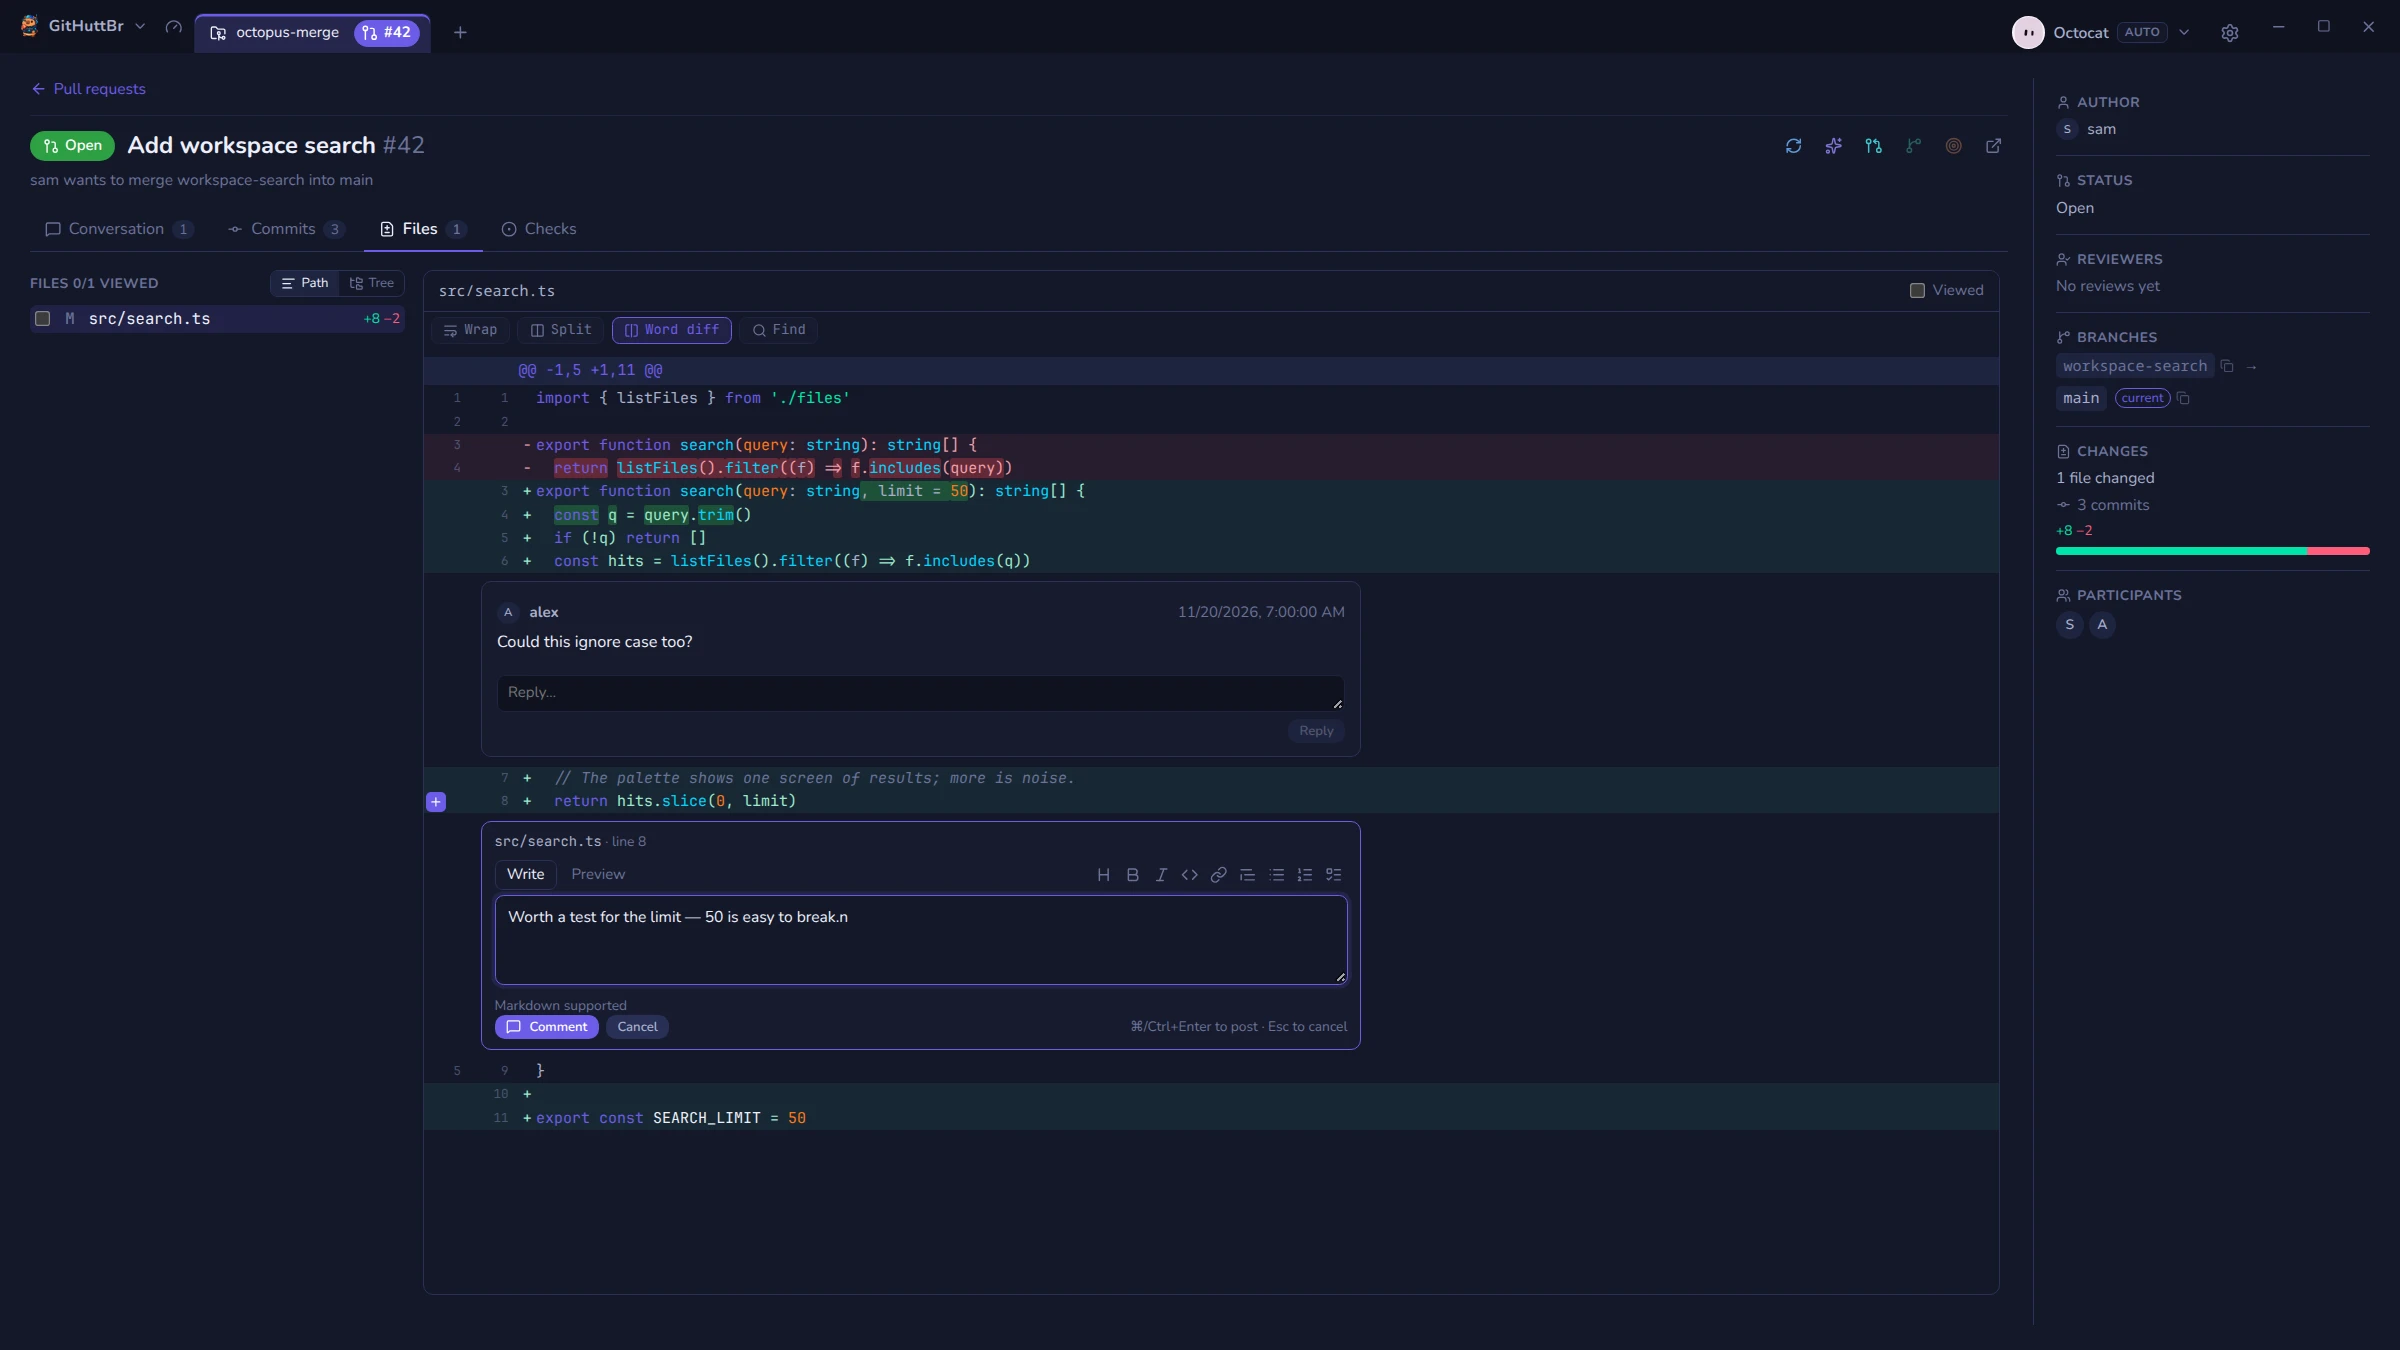 GitHuttBr
octopus-merge #42
Octocat AUTO
Pull requests
Open Add workspace search #42
sam wants to merge workspace-search into main
Conversation 1 Commits 3 Files 1 Checks
FILES 0/1 VIEWED Path Tree
M src/search.ts +8 −2
src/search.ts Viewed
Wrap Split Word diff Find
@@ -1,5 +1,11 @@
1 1 import { listFiles } from './files'
2 2
3 - export function search(query: string): string[] {
4 - return listFiles().filter((f) => f.includes(query))
3 + export function search(query: string, limit = 50): string[] {
4 + const q = query.trim()
5 + if (!q) return []
6 + const hits = listFiles().filter((f) => f.includes(q))
A alex 11/20/2026, 7:00:00 AM
Could this ignore case too?
Reply...
Reply
7 + // The palette shows one screen of results; more is noise.
8 + return hits.slice(0, limit)
src/search.ts · line 8
Write Preview
Worth a test for the limit — 50 is easy to break.n
Markdown supported
Comment Cancel ⌘/Ctrl+Enter to post · Esc to cancel
5 9 }
10 +
11 + export const SEARCH_LIMIT = 50
AUTHOR
S sam
STATUS
Open
REVIEWERS
No reviews yet
BRANCHES
workspace-search →
main current
CHANGES
1 file changed
3 commits
+8 −2
PARTICIPANTS
S A